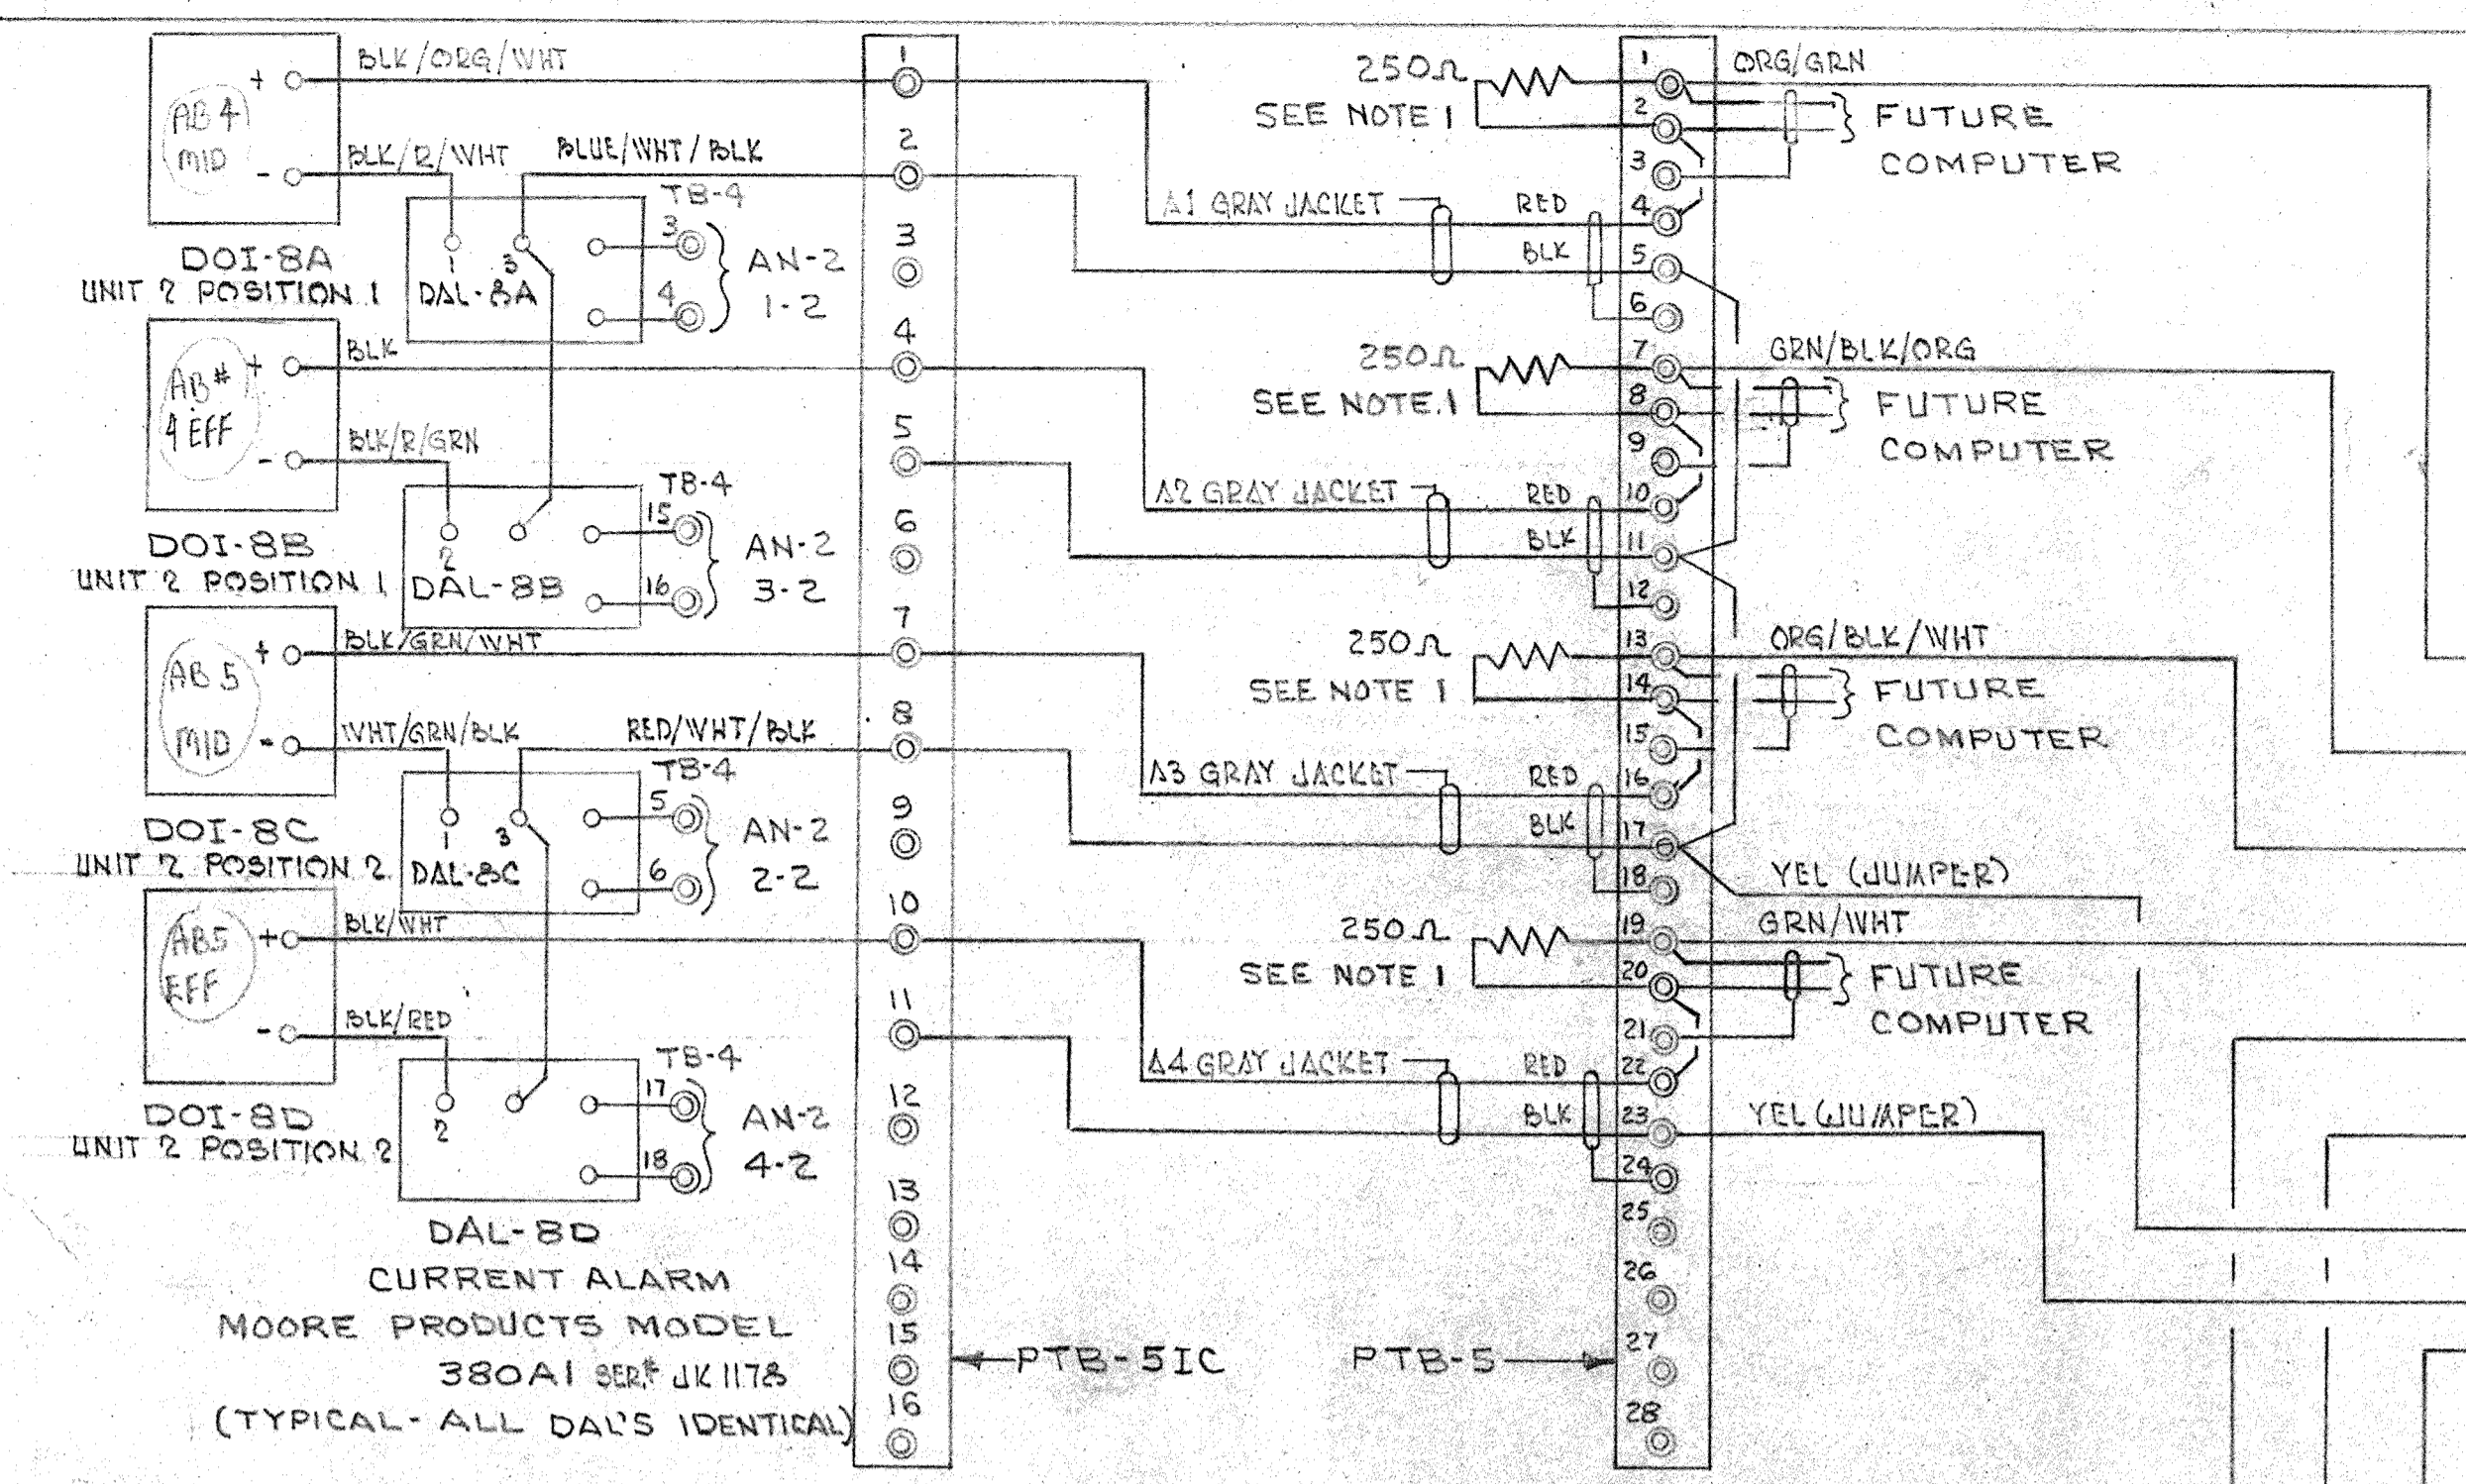 BLK/ORG/WHT
+
AB 4
MID
BLK/R/WHT
BLUE/WHT/BLK
-
TB-4
3
4
AN-2
1-2
1
3
DAL-8A
DOI-8A
UNIT 2 POSITION 1
BLK
+
AB#
4 EFF
BLK/R/GRN
-
TB-4
15
16
AN-2
3-2
2
DAL-8B
DOI-8B
UNIT 2 POSITION 1
BLK/GRN/WHT
+
AB 5
MID
WHT/GRN/BLK
RED/WHT/BLK
-
TB-4
5
6
AN-2
2-2
1
3
DAL-8C
DOI-8C
UNIT 2 POSITION 2
BLK/WHT
+
AB5
EFF
BLK/RED
-
TB-4
17
18
AN-2
4-2
2
DOI-8D
UNIT 2 POSITION 2
DAL-8D
CURRENT ALARM
MOORE PRODUCTS MODEL
380A1 SER.# JK1178
(TYPICAL- ALL DAL'S IDENTICAL)
1
2
3
4
5
6
7
8
9
10
11
12
13
14
15
16
PTB-5IC
PTB-5
250Ω
SEE NOTE 1
A1 GRAY JACKET
RED
BLK
250Ω
SEE NOTE.1
A2 GRAY JACKET
RED
BLK
250Ω
SEE NOTE 1
A3 GRAY JACKET
RED
BLK
250Ω
SEE NOTE 1
A4 GRAY JACKET
RED
BLK
1
2
3
4
5
6
7
8
9
10
11
12
13
14
15
16
17
18
19
20
21
22
23
24
25
26
27
28
ORG/GRN
FUTURE
COMPUTER
GRN/BLK/ORG
FUTURE
COMPUTER
ORG/BLK/WHT
FUTURE
COMPUTER
YEL (JUMPER)
GRN/WHT
FUTURE
COMPUTER
YEL (JUMPER)